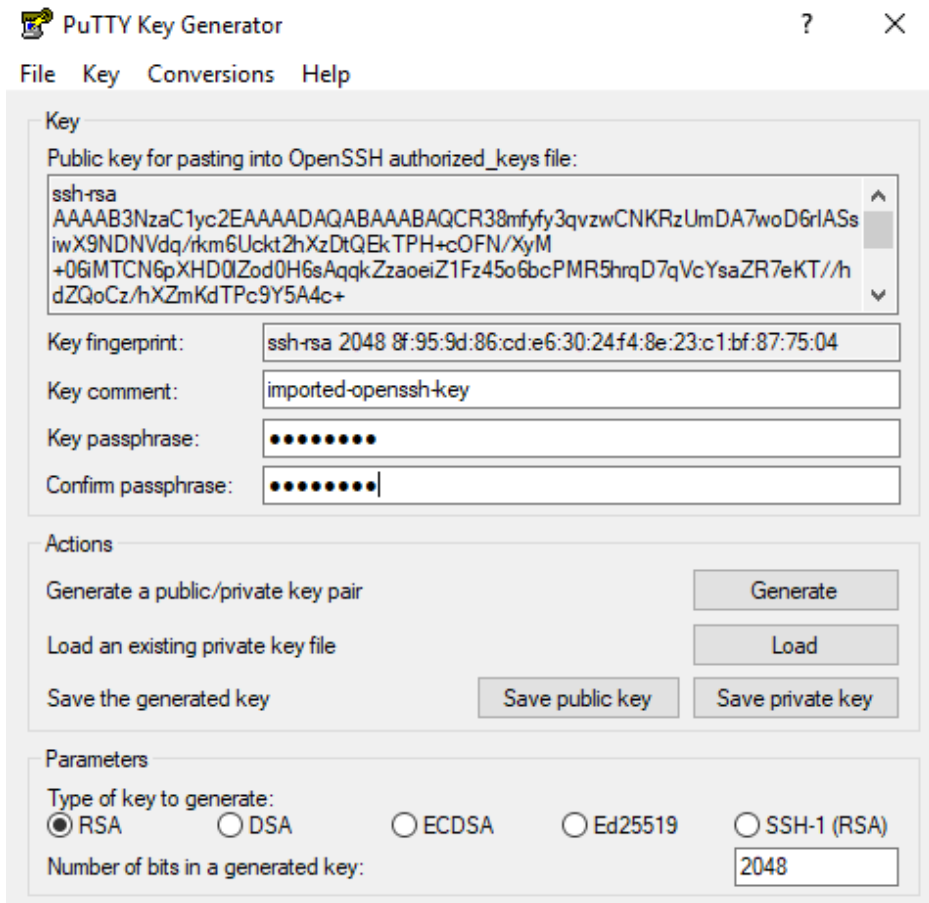 PuTTY Key Generator
? ×
File Key Conversions Help
Key
Public key for pasting into OpenSSH authorized_keys file:
ssh-rsa
AAAAB3NzaC1yc2EAAAADAQABAAABAQCR38mfyfy3qvzwCNKRzUmDA7woD6rIASs
iwX9NDNVdq/rkm6Uckt2hXzDtQEkTPH+cOFN/XyM
+06iMTCN6pXHD0IZod0H6sAqqkZzaoeiZ1Fz45o6bcPMR5hrqD7qVcYsaZR7eKT//h
dZQoCz/hXZmKdTPc9Y5A4c+
Key fingerprint: ssh-rsa 2048 8f:95:9d:86:cd:e6:30:24:f4:8e:23:c1:bf:87:75:04
Key comment: imported-openssh-key
Key passphrase: ●●●●●●●●
Confirm passphrase: ●●●●●●●●
Actions
Generate a public/private key pair Generate
Load an existing private key file Load
Save the generated key Save public key Save private key
Parameters
Type of key to generate:
RSA DSA ECDSA Ed25519 SSH-1 (RSA)
Number of bits in a generated key: 2048